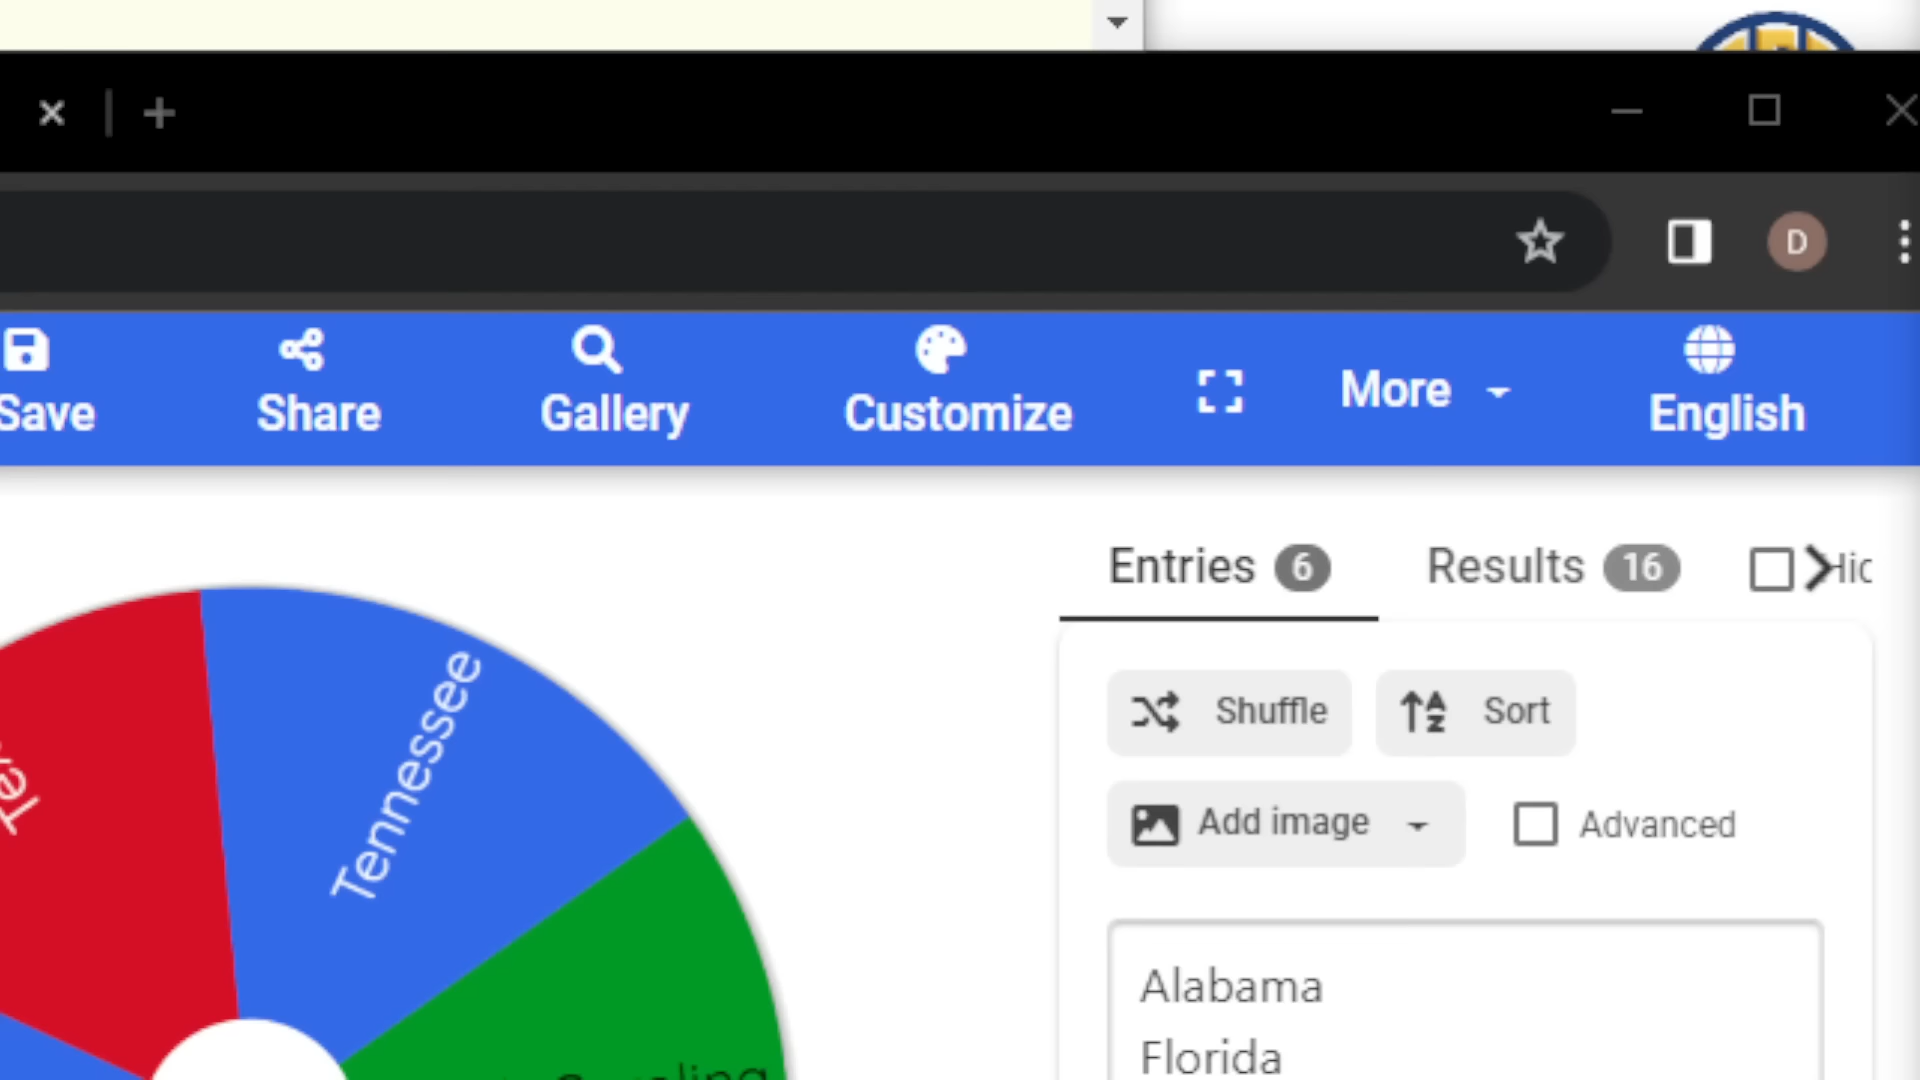 D
Save Share Gallery Customize More English
Entries 6 Results 16
Shuffle Sort
Add image Advanced
Tennessee
Alabama
Florida